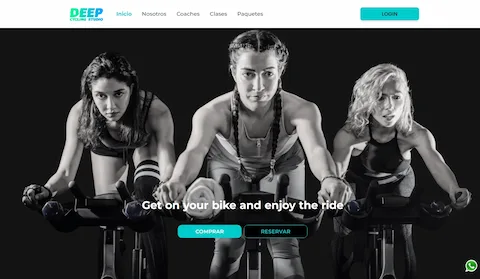 DEEP
CYCLING STUDIO
Inicio
Nosotros
Coaches
Clases
Paquetes
LOGIN
Get on your bike and enjoy the ride
COMPRAR
RESERVAR